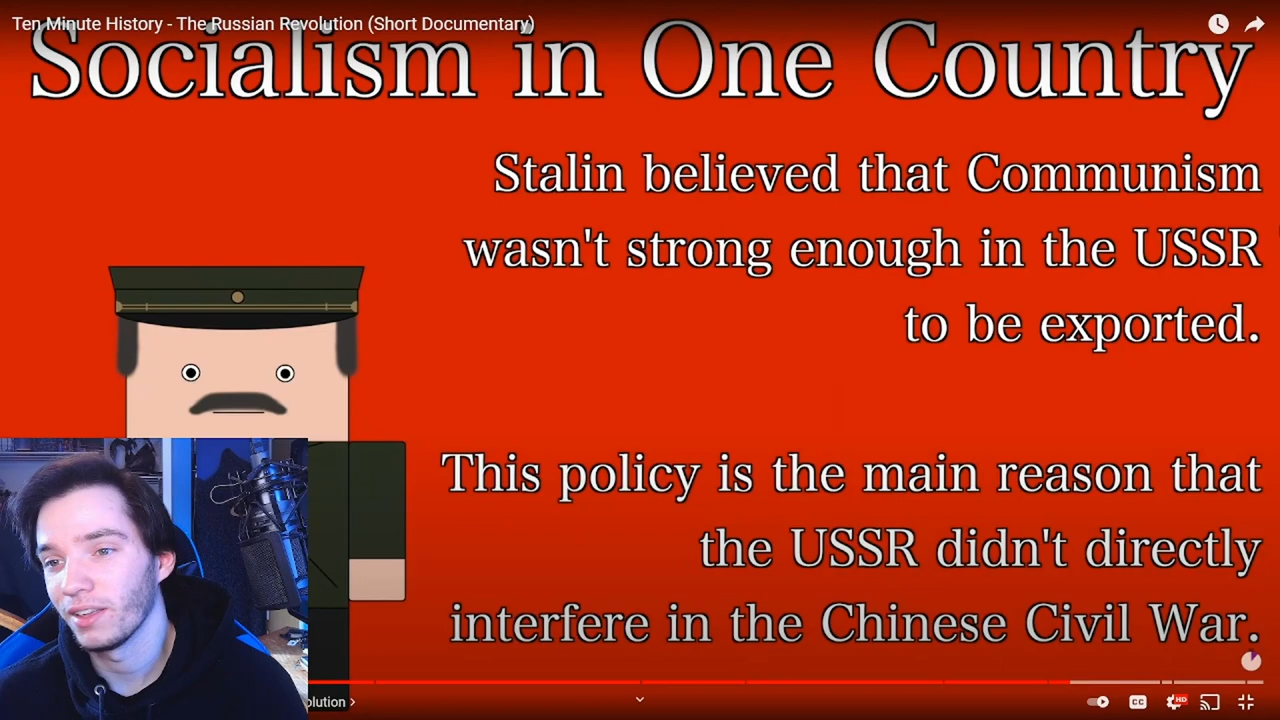 Ten Minute History - The Russian Revolution (Short Documentary)
Socialism in One Country
Stalin believed that Communism
wasn't strong enough in the USSR
to be exported.
This policy is the main reason that
the USSR didn't directly
interfere in the Chinese Civil War.
olution >
CC
HD